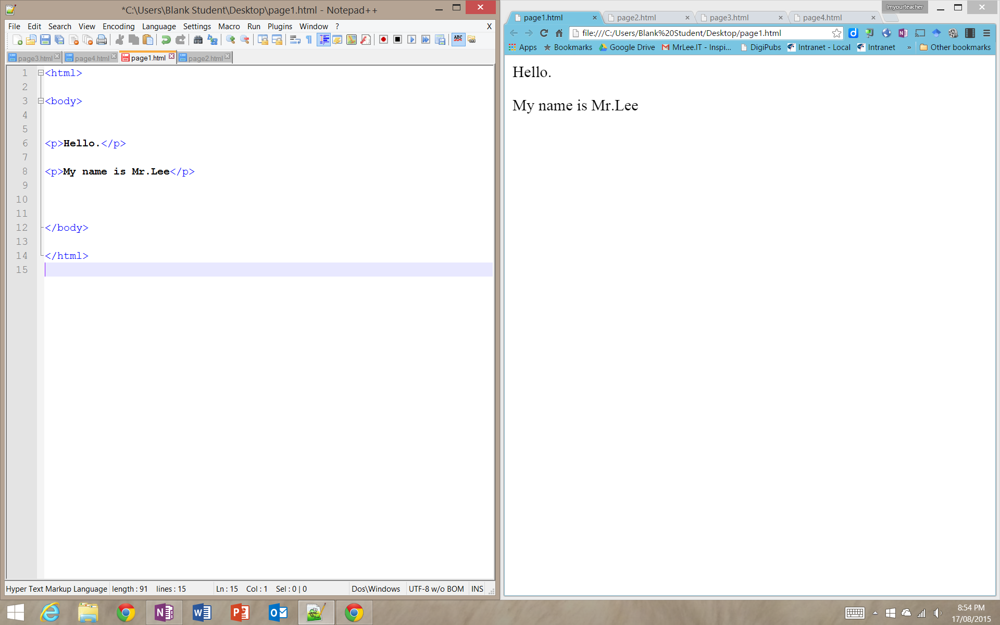 *C:\Users\Blank Student\Desktop\page1.html - Notepad++
File Edit Search View Encoding Language Settings Macro Run Plugins Window ? X
ABC
page3.html page4.html page1.html page2.html
1 <html>
2
3 <body>
4
5
6 <p>Hello.</p>
7
8 <p>My name is Mr.Lee</p>
9
10
11
12 </body>
13
14 </html>
15
Hyper Text Markup Language length : 91 lines : 15 Ln : 15 Col : 1 Sel : 0 | 0 Dos\Windows UTF-8 w/o BOM INS
Imyourteacher
page1.html page2.html page3.html page4.html
file:///C:/Users/Blank%20Student/Desktop/page1.html
Apps Bookmarks Google Drive MrLee.IT - Inspi... DigiPubs Intranet - Local Intranet » Other bookmarks
Hello.
My name is Mr.Lee
8:54 PM
17/08/2015